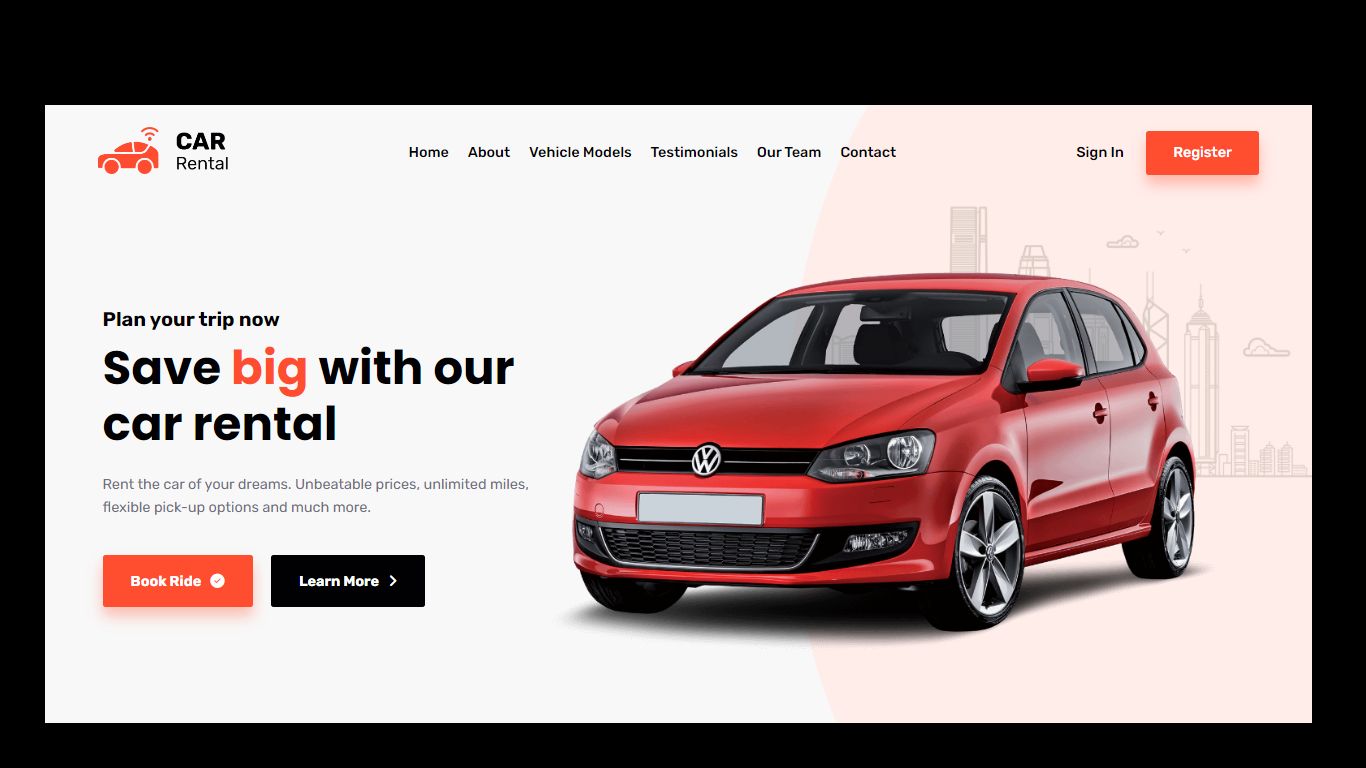 CAR
Rental
Home About Vehicle Models Testimonials Our Team Contact Sign In Register
Plan your trip now
Save big with our
car rental
Rent the car of your dreams. Unbeatable prices, unlimited miles,
flexible pick-up options and much more.
Book Ride Learn More